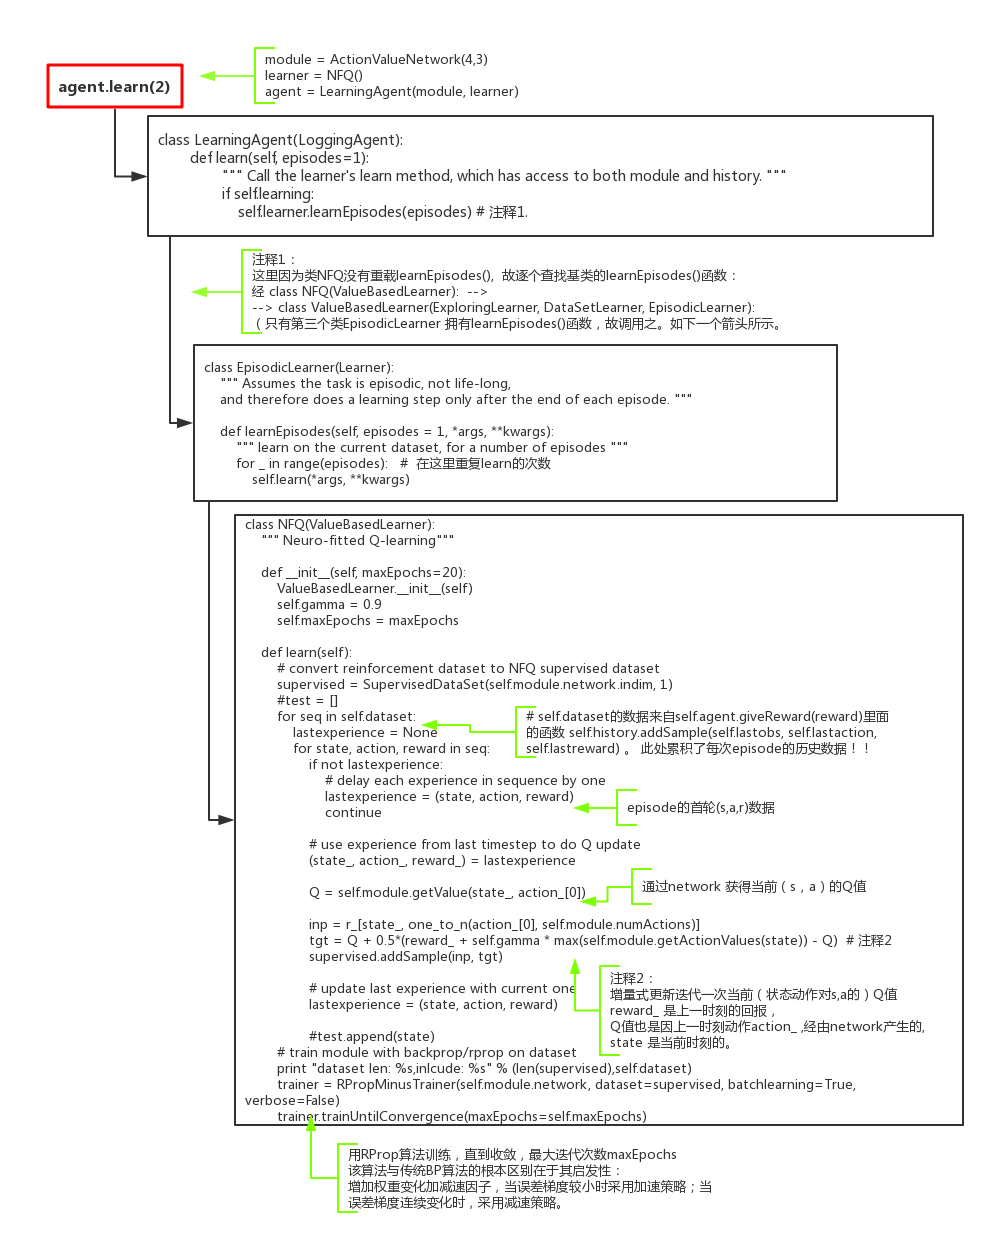 module = ActionValueNetwork(4,3)
learner = NFQ()
agent = LearningAgent(module, learner)
agent.learn(2)
class LearningAgent(LoggingAgent):
def learn(self, episodes=1):
""" Call the learner's learn method, which has access to both module and history. """
if self.learning:
self.learner.learnEpisodes(episodes) # 注释1.
注释1：
这里因为类NFQ没有重载learnEpisodes(), 故逐个查找基类的learnEpisodes()函数：
经 class NFQ(ValueBasedLearner): -->
--> class ValueBasedLearner(ExploringLearner, DataSetLearner, EpisodicLearner):
（只有第三个类EpisodicLearner 拥有learnEpisodes()函数，故调用之。如下一个箭头所示。
class EpisodicLearner(Learner):
""" Assumes the task is episodic, not life-long,
and therefore does a learning step only after the end of each episode. """
def learnEpisodes(self, episodes = 1, *args, **kwargs):
""" learn on the current dataset, for a number of episodes """
for _ in range(episodes): # 在这里重复learn的次数
self.learn(*args, **kwargs)
class NFQ(ValueBasedLearner):
""" Neuro-fitted Q-learning"""
def __init__(self, maxEpochs=20):
ValueBasedLearner.__init__(self)
self.gamma = 0.9
self.maxEpochs = maxEpochs
def learn(self):
# convert reinforcement dataset to NFQ supervised dataset
supervised = SupervisedDataSet(self.module.network.indim, 1)
#test = []
for seq in self.dataset:
lastexperience = None
for state, action, reward in seq:
if not lastexperience:
# delay each experience in sequence by one
lastexperience = (state, action, reward)
continue
# self.dataset的数据来自self.agent.giveReward(reward)里面
的函数 self.history.addSample(self.lastobs, self.lastaction,
self.lastreward) 。 此处累积了每次episode的历史数据！！
episode的首轮(s,a,r)数据
# use experience from last timestep to do Q update
(state_, action_, reward_) = lastexperience
Q = self.module.getValue(state_, action_[0])
通过network 获得当前（s，a）的Q值
inp = r_[state_, one_to_n(action_[0], self.module.numActions)]
tgt = Q + 0.5*(reward_ + self.gamma * max(self.module.getActionValues(state)) - Q) # 注释2
supervised.addSample(inp, tgt)
# update last experience with current one
lastexperience = (state, action, reward)
注释2：
增量式更新迭代一次当前（状态动作对s,a的）Q值
reward_ 是上一时刻的回报，
Q值也是因上一时刻动作action_ ,经由network产生的,
state 是当前时刻的。
#test.append(state)
# train module with backprop/rprop on dataset
print "dataset len: %s,inlcude: %s" % (len(supervised),self.dataset)
trainer = RPropMinusTrainer(self.module.network, dataset=supervised, batchlearning=True,
verbose=False)
trainer.trainUntilConvergence(maxEpochs=self.maxEpochs)
用RProp算法训练，直到收敛，最大迭代次数maxEpochs
该算法与传统BP算法的根本区别在于其启发性：
增加权重变化加减速因子，当误差梯度较小时采用加速策略；当
误差梯度连续变化时，采用减速策略。